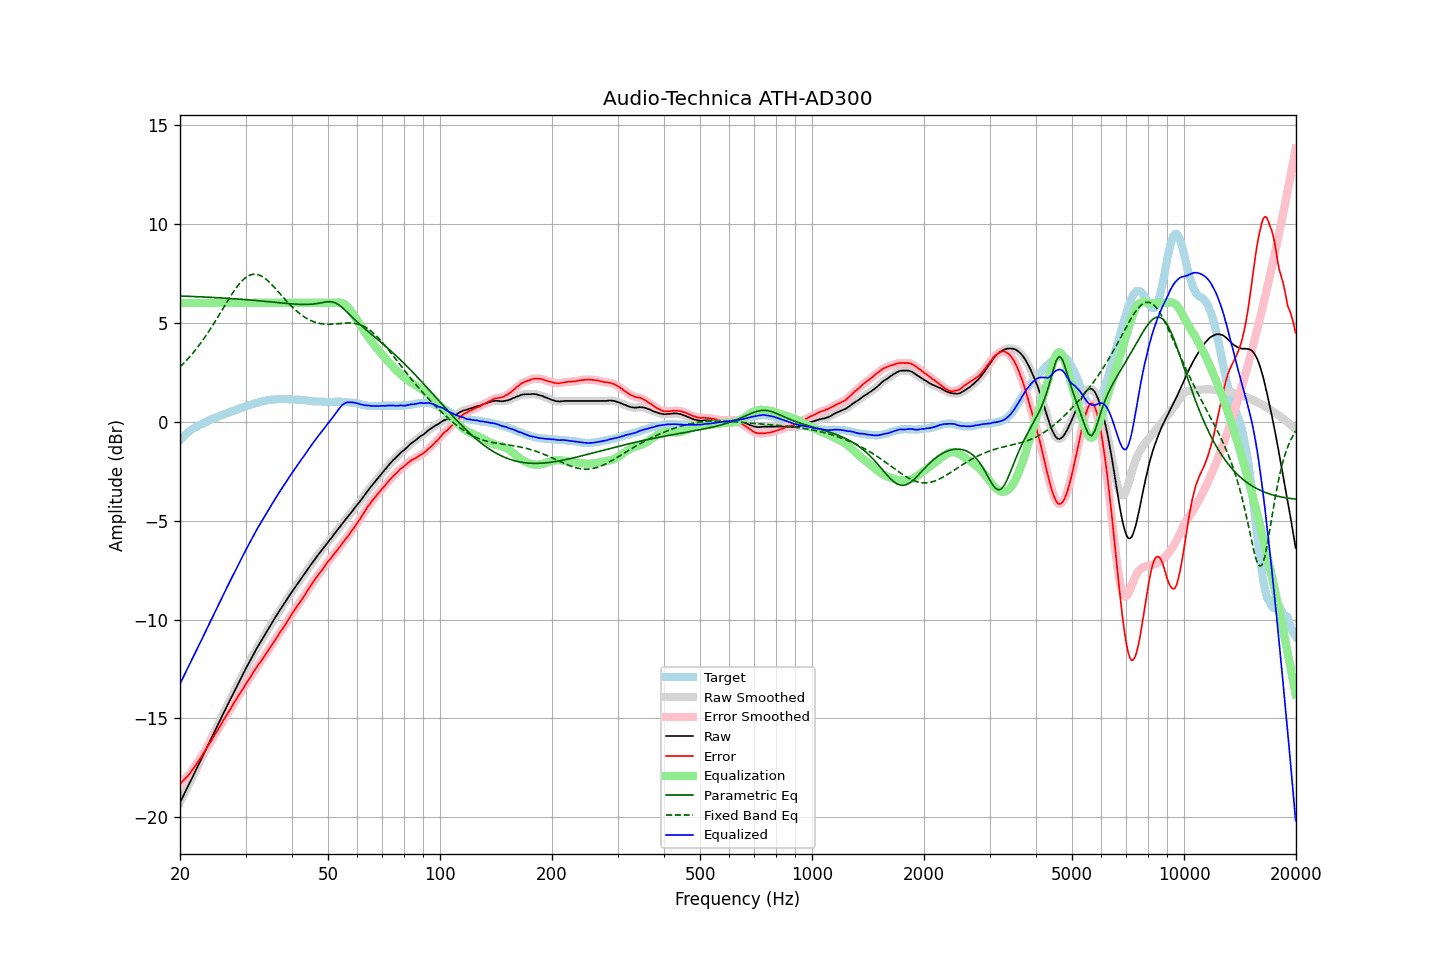 Audio-Technica ATH-AD300
Amplitude (dBr)
15
10
5
0
−5
−10
−15
−20
Target
Raw Smoothed
Error Smoothed
Raw
Error
Equalization
Parametric Eq
Fixed Band Eq
Equalized
20
50
100
200
500
1000
2000
5000
10000
20000
Frequency (Hz)